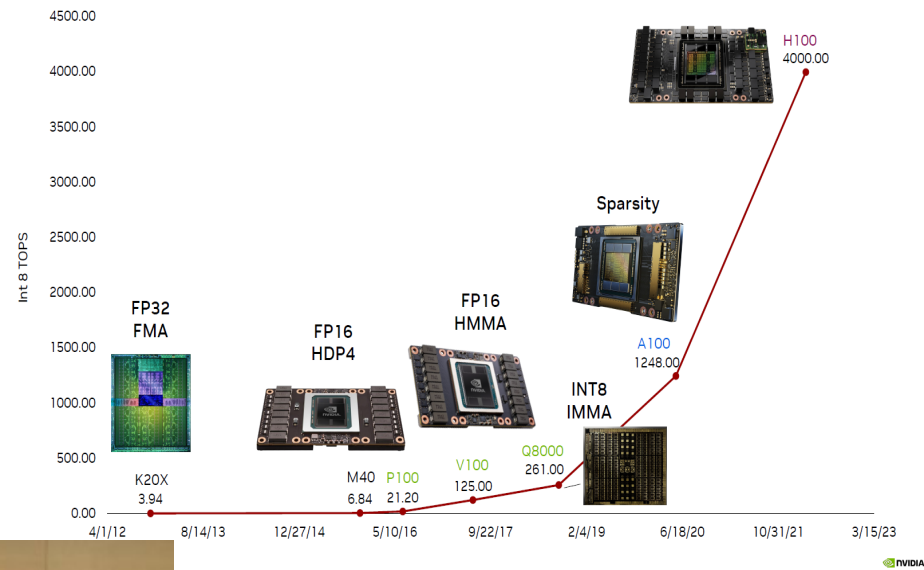 4500.00
4000.00
3500.00
3000.00
2500.00
2000.00
1500.00
1000.00
500.00
0.00
Int 8 TOPS
4/1/12
8/14/13
12/27/14
5/10/16
9/22/17
2/4/19
6/18/20
10/31/21
3/15/23
FP32
FMA
K20X
3.94
FP16
HDP4
M40
6.84
P100
21.20
FP16
HMMA
V100
125.00
Q8000
261.00
INT8
IMMA
Sparsity
A100
1248.00
H100
4000.00
NVIDIA